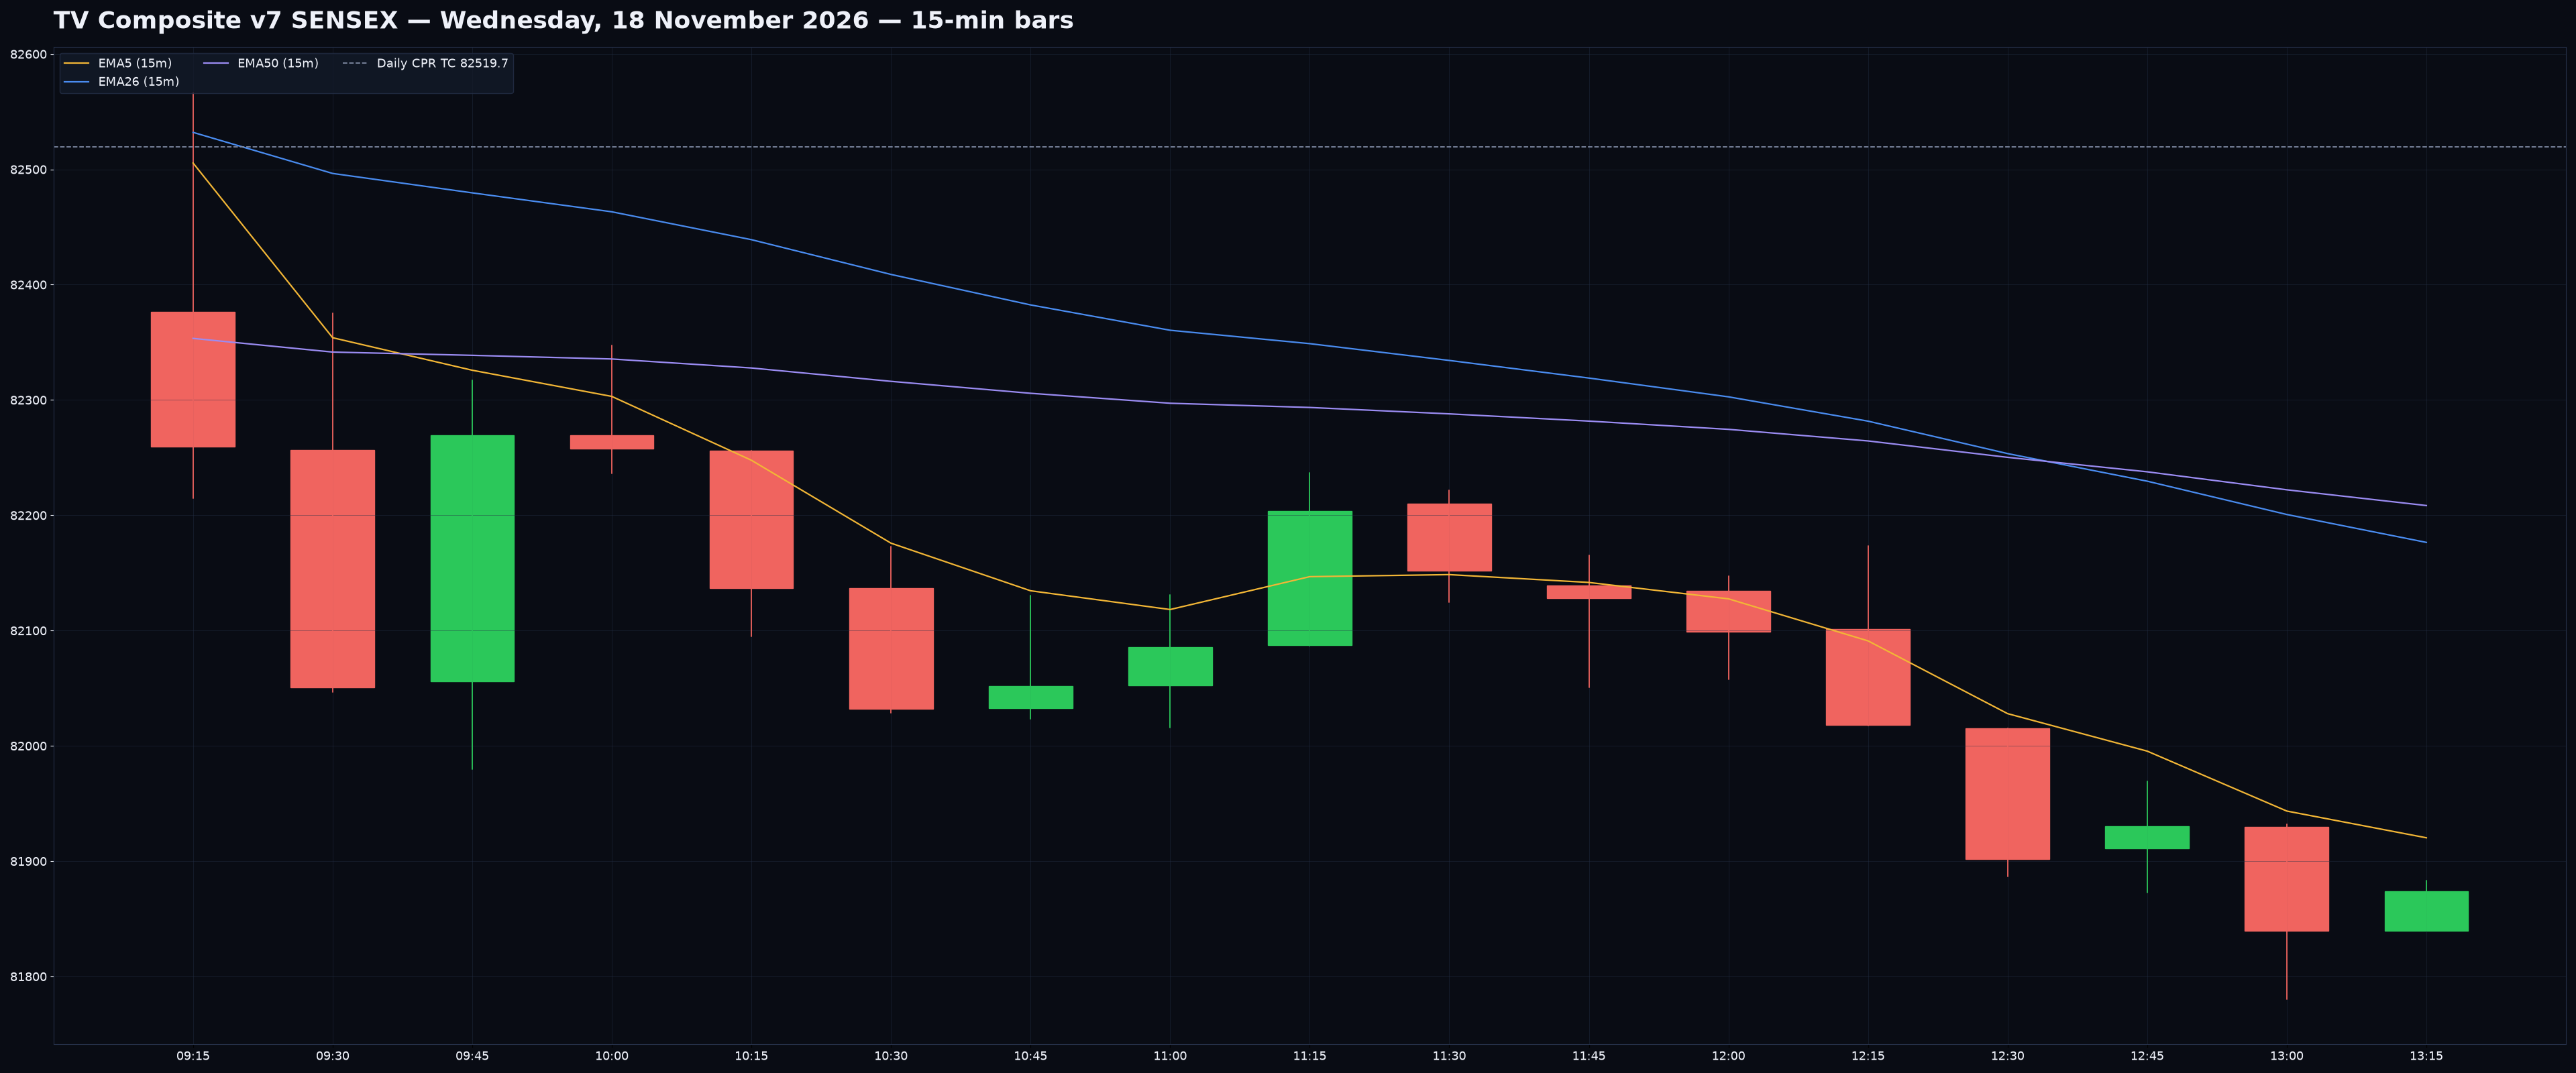 TV Composite v7 SENSEX — Wednesday, 18 November 2026 — 15-min bars
EMA5 (15m) EMA50 (15m) Daily CPR TC 82519.7
EMA26 (15m)
82600
82500
82400
82300
82200
82100
82000
81900
81800
09:15 09:30 09:45 10:00 10:15 10:30 10:45 11:00 11:15 11:30 11:45 12:00 12:15 12:30 12:45 13:00 13:15